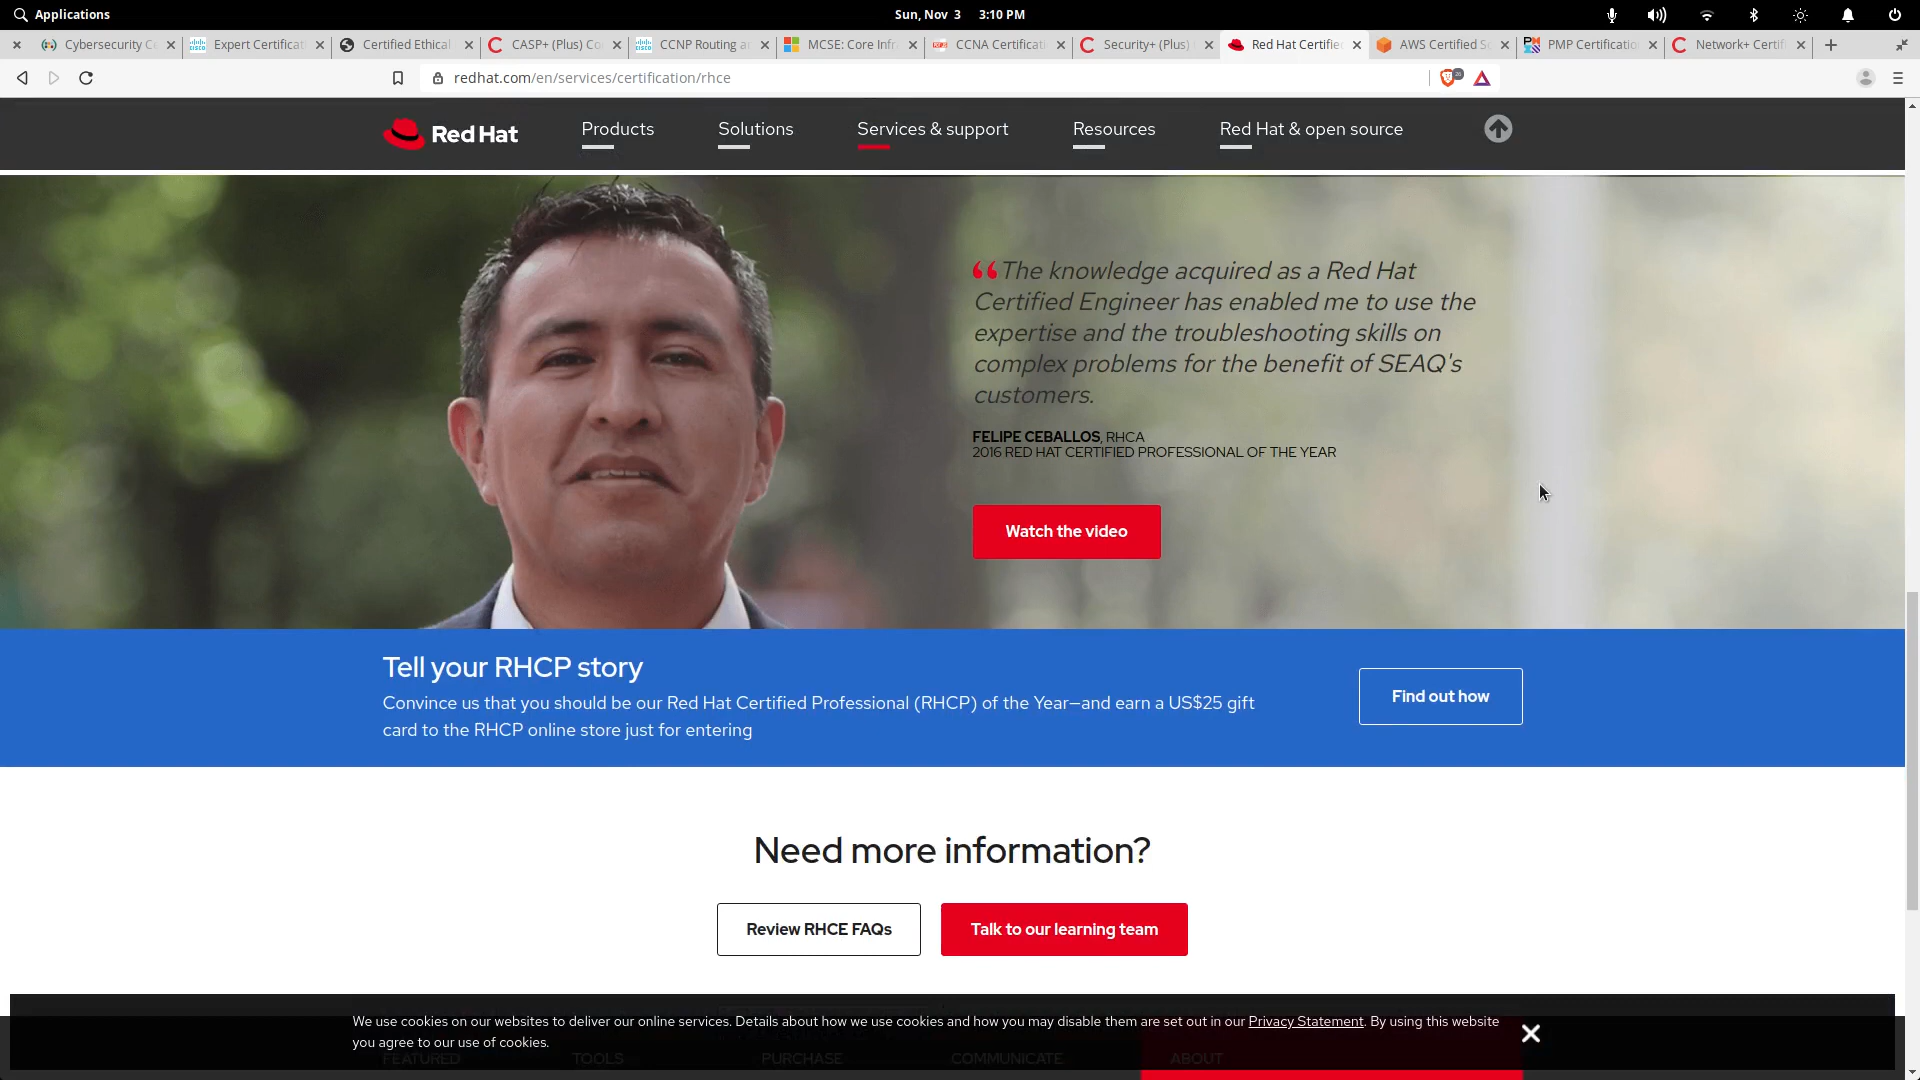 Applications
Sun, Nov 3 3:10 PM
Cybersecurity Ce
Expert Certificat
Certified Ethical
CASP+ (Plus) Co
CCNP Routing a
MCSE: Core Infr
CCNA Certificati
Security+ (Plus)
Red Hat Certifie
AWS Certified S
PMP Certificatio
Network+ Certif
redhat.com/en/services/certification/rhce
Red Hat
Products
Solutions
Services & support
Resources
Red Hat & open source
“The knowledge acquired as a Red Hat
Certified Engineer has enabled me to use the
expertise and the troubleshooting skills on
complex problems for the benefit of SEAQ's
customers.
FELIPE CEBALLOS, RHCA
2016 RED HAT CERTIFIED PROFESSIONAL OF THE YEAR
Watch the video
Tell your RHCP story
Convince us that you should be our Red Hat Certified Professional (RHCP) of the Year—and earn a US$25 gift
card to the RHCP online store just for entering
Find out how
Need more information?
Review RHCE FAQs
Talk to our learning team
We use cookies on our websites to deliver our online services. Details about how we use cookies and how you may disable them are set out in our Privacy Statement. By using this website
you agree to our use of cookies.
FEATURED
TOOLS
PURCHASE
COMMUNICATE
ABOUT